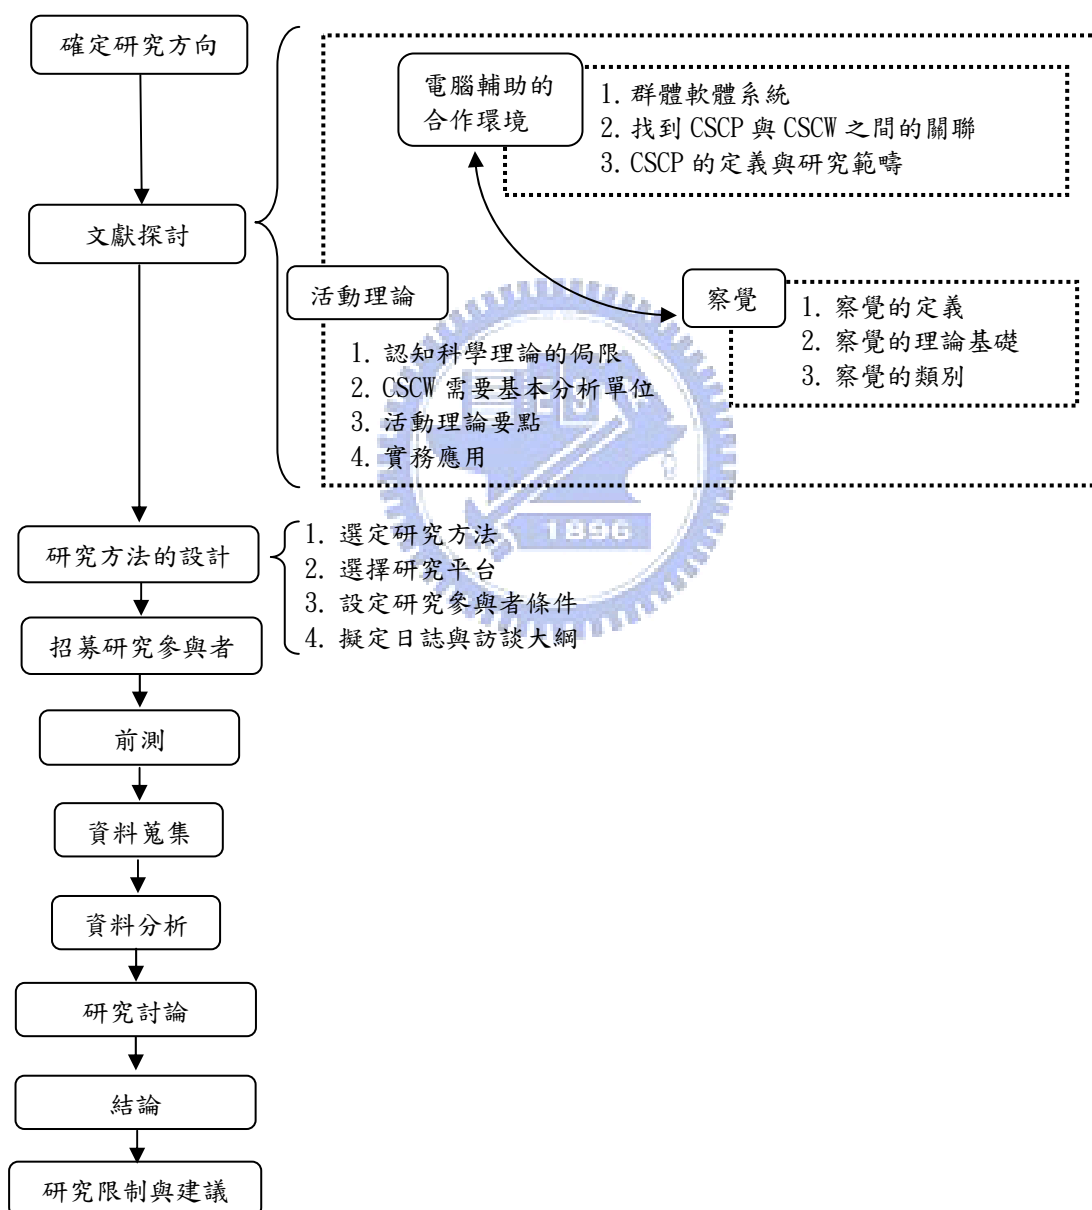 確定研究方向
電腦輔助的
合作環境
1. 群體軟體系統
2. 找到 CSCP 與 CSCW 之間的關聯
3. CSCP 的定義與研究範疇
文獻探討
活動理論
1. 認知科學理論的侷限
2. CSCW 需要基本分析單位
3. 活動理論要點
4. 實務應用
察覺
1. 察覺的定義
2. 察覺的理論基礎
3. 察覺的類別
1896
研究方法的設計
1. 選定研究方法
2. 選擇研究平台
3. 設定研究參與者條件
4. 擬定日誌與訪談大綱
招募研究參與者
前測
資料蒐集
資料分析
研究討論
結論
研究限制與建議